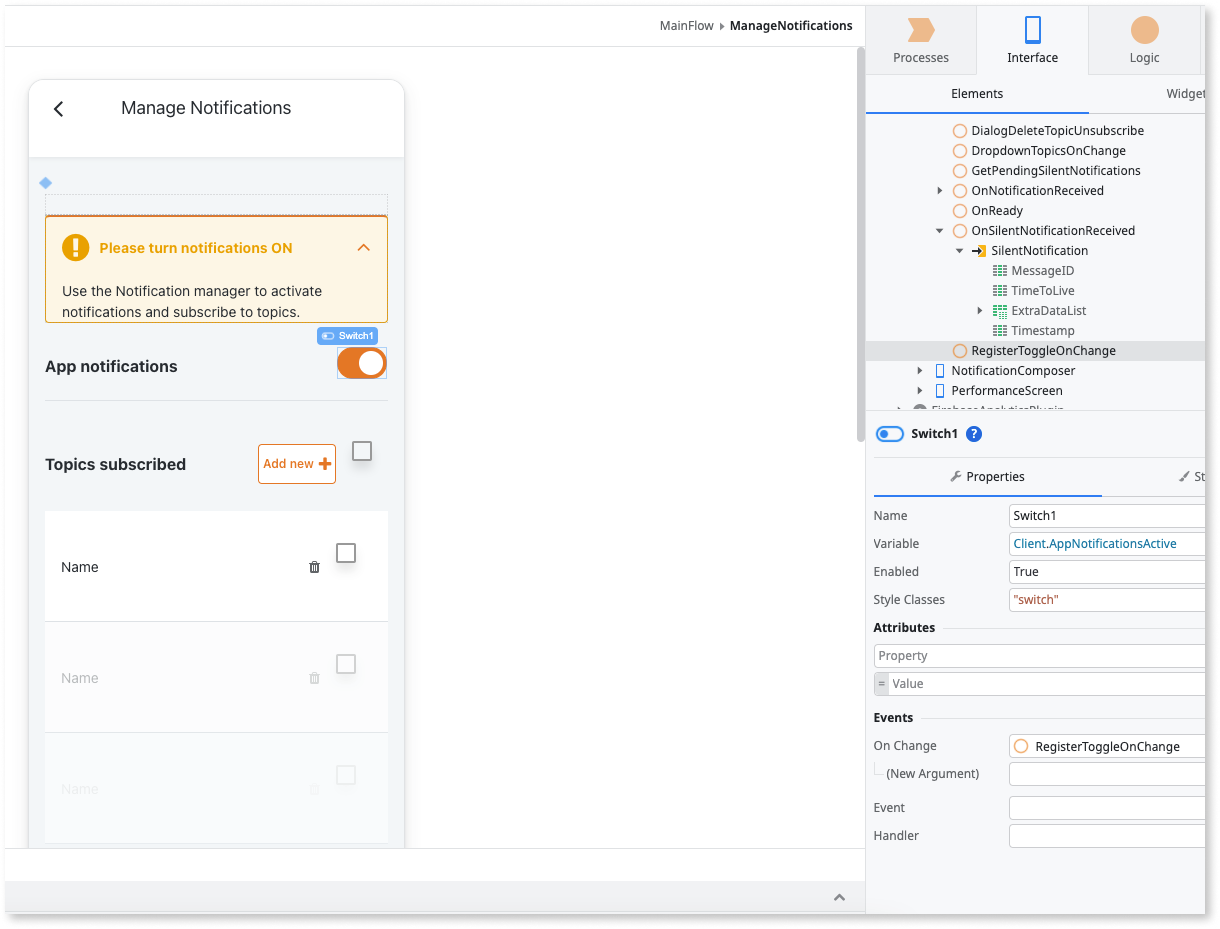 MainFlow ▸ ManageNotifications
Manage Notifications
Please turn notifications ON
Use the Notification manager to activate
notifications and subscribe to topics.
Switch1
App notifications
Topics subscribed
Add new
Name
Name
Name
Processes
Interface
Logic
Elements
Widget
DialogDeleteTopicUnsubscribe
DropdownTopicsOnChange
GetPendingSilentNotifications
OnNotificationReceived
OnReady
OnSilentNotificationReceived
SilentNotification
MessageID
TimeToLive
ExtraDataList
Timestamp
RegisterToggleOnChange
NotificationComposer
PerformanceScreen
FirebaseAnalyticsPlugin
Switch1 ?
Properties
St
Name Switch1
Variable Client.AppNotificationsActive
Enabled True
Style Classes "switch"
Attributes
Property
= Value
Events
On Change RegisterToggleOnChange
(New Argument)
Event
Handler